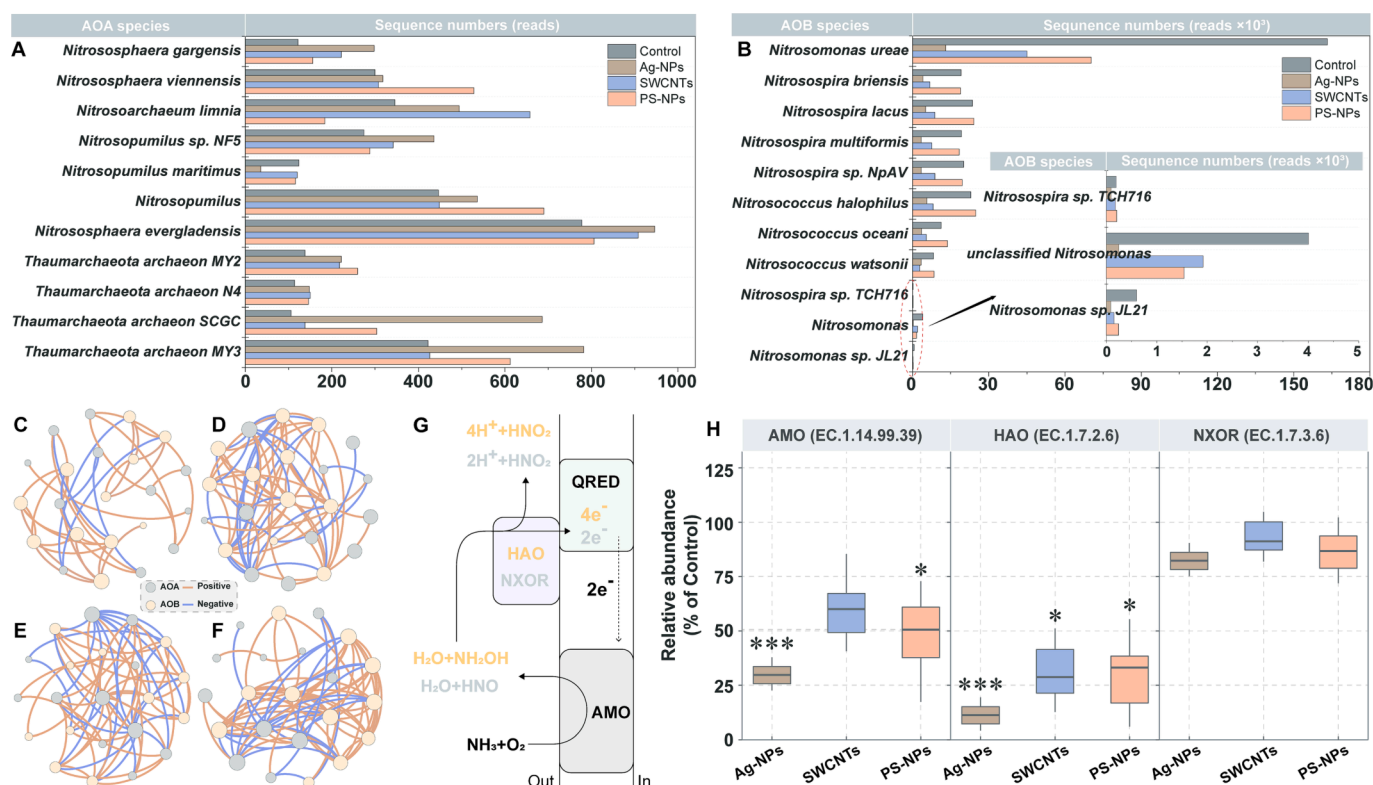 AOA species
Sequence numbers (reads)
A
Nitrososphaera gargensis
Nitrososphaera viennensis
Nitrosoarchaeum limnia
Nitrosopumilus sp. NF5
Nitrosopumilus maritimus
Nitrosopumilus
Nitrososphaera evergladensis
Thaumarchaeota archaeon MY2
Thaumarchaeota archaeon N4
Thaumarchaeota archaeon SCGC
Thaumarchaeota archaeon MY3
Control
Ag-NPs
SWCNTs
PS-NPs
0
200
400
600
800
1000
AOB species
Sequnence numbers (reads ×10³)
B
Nitrosomonas ureae
Nitrosospira briensis
Nitrosospira lacus
Nitrosospira multiformis
Nitrosospira sp. NpAV
Nitrosococcus halophilus
Nitrosococcus oceani
Nitrosococcus watsonii
Nitrosospira sp. TCH716
Nitrosomonas
Nitrosomonas sp. JL21
Control
Ag-NPs
SWCNTs
PS-NPs
AOB species
Sequnence numbers (reads ×10³)
Nitrosospira sp. TCH716
unclassified Nitrosomonas
Nitrosomonas sp. JL21
0
1
2
3
4
5
0
30
60
90
120
150
180
C
D
E
F
AOA
Positive
AOB
Negative
G
4H⁺+HNO₂
2H⁺+HNO₂
QRED
4e⁻
2e⁻
HAO
NXOR
2e⁻
H₂O+NH₂OH
H₂O+HNO
AMO
NH₃+O₂
Out
In
H
AMO (EC.1.14.99.39)
HAO (EC.1.7.2.6)
NXOR (EC.1.7.3.6)
Relative abundance
(% of Control)
125
100
75
50
25
0
***
*
***
*
*
Ag-NPs
SWCNTs
PS-NPs
Ag-NPs
SWCNTs
PS-NPs
Ag-NPs
SWCNTs
PS-NPs